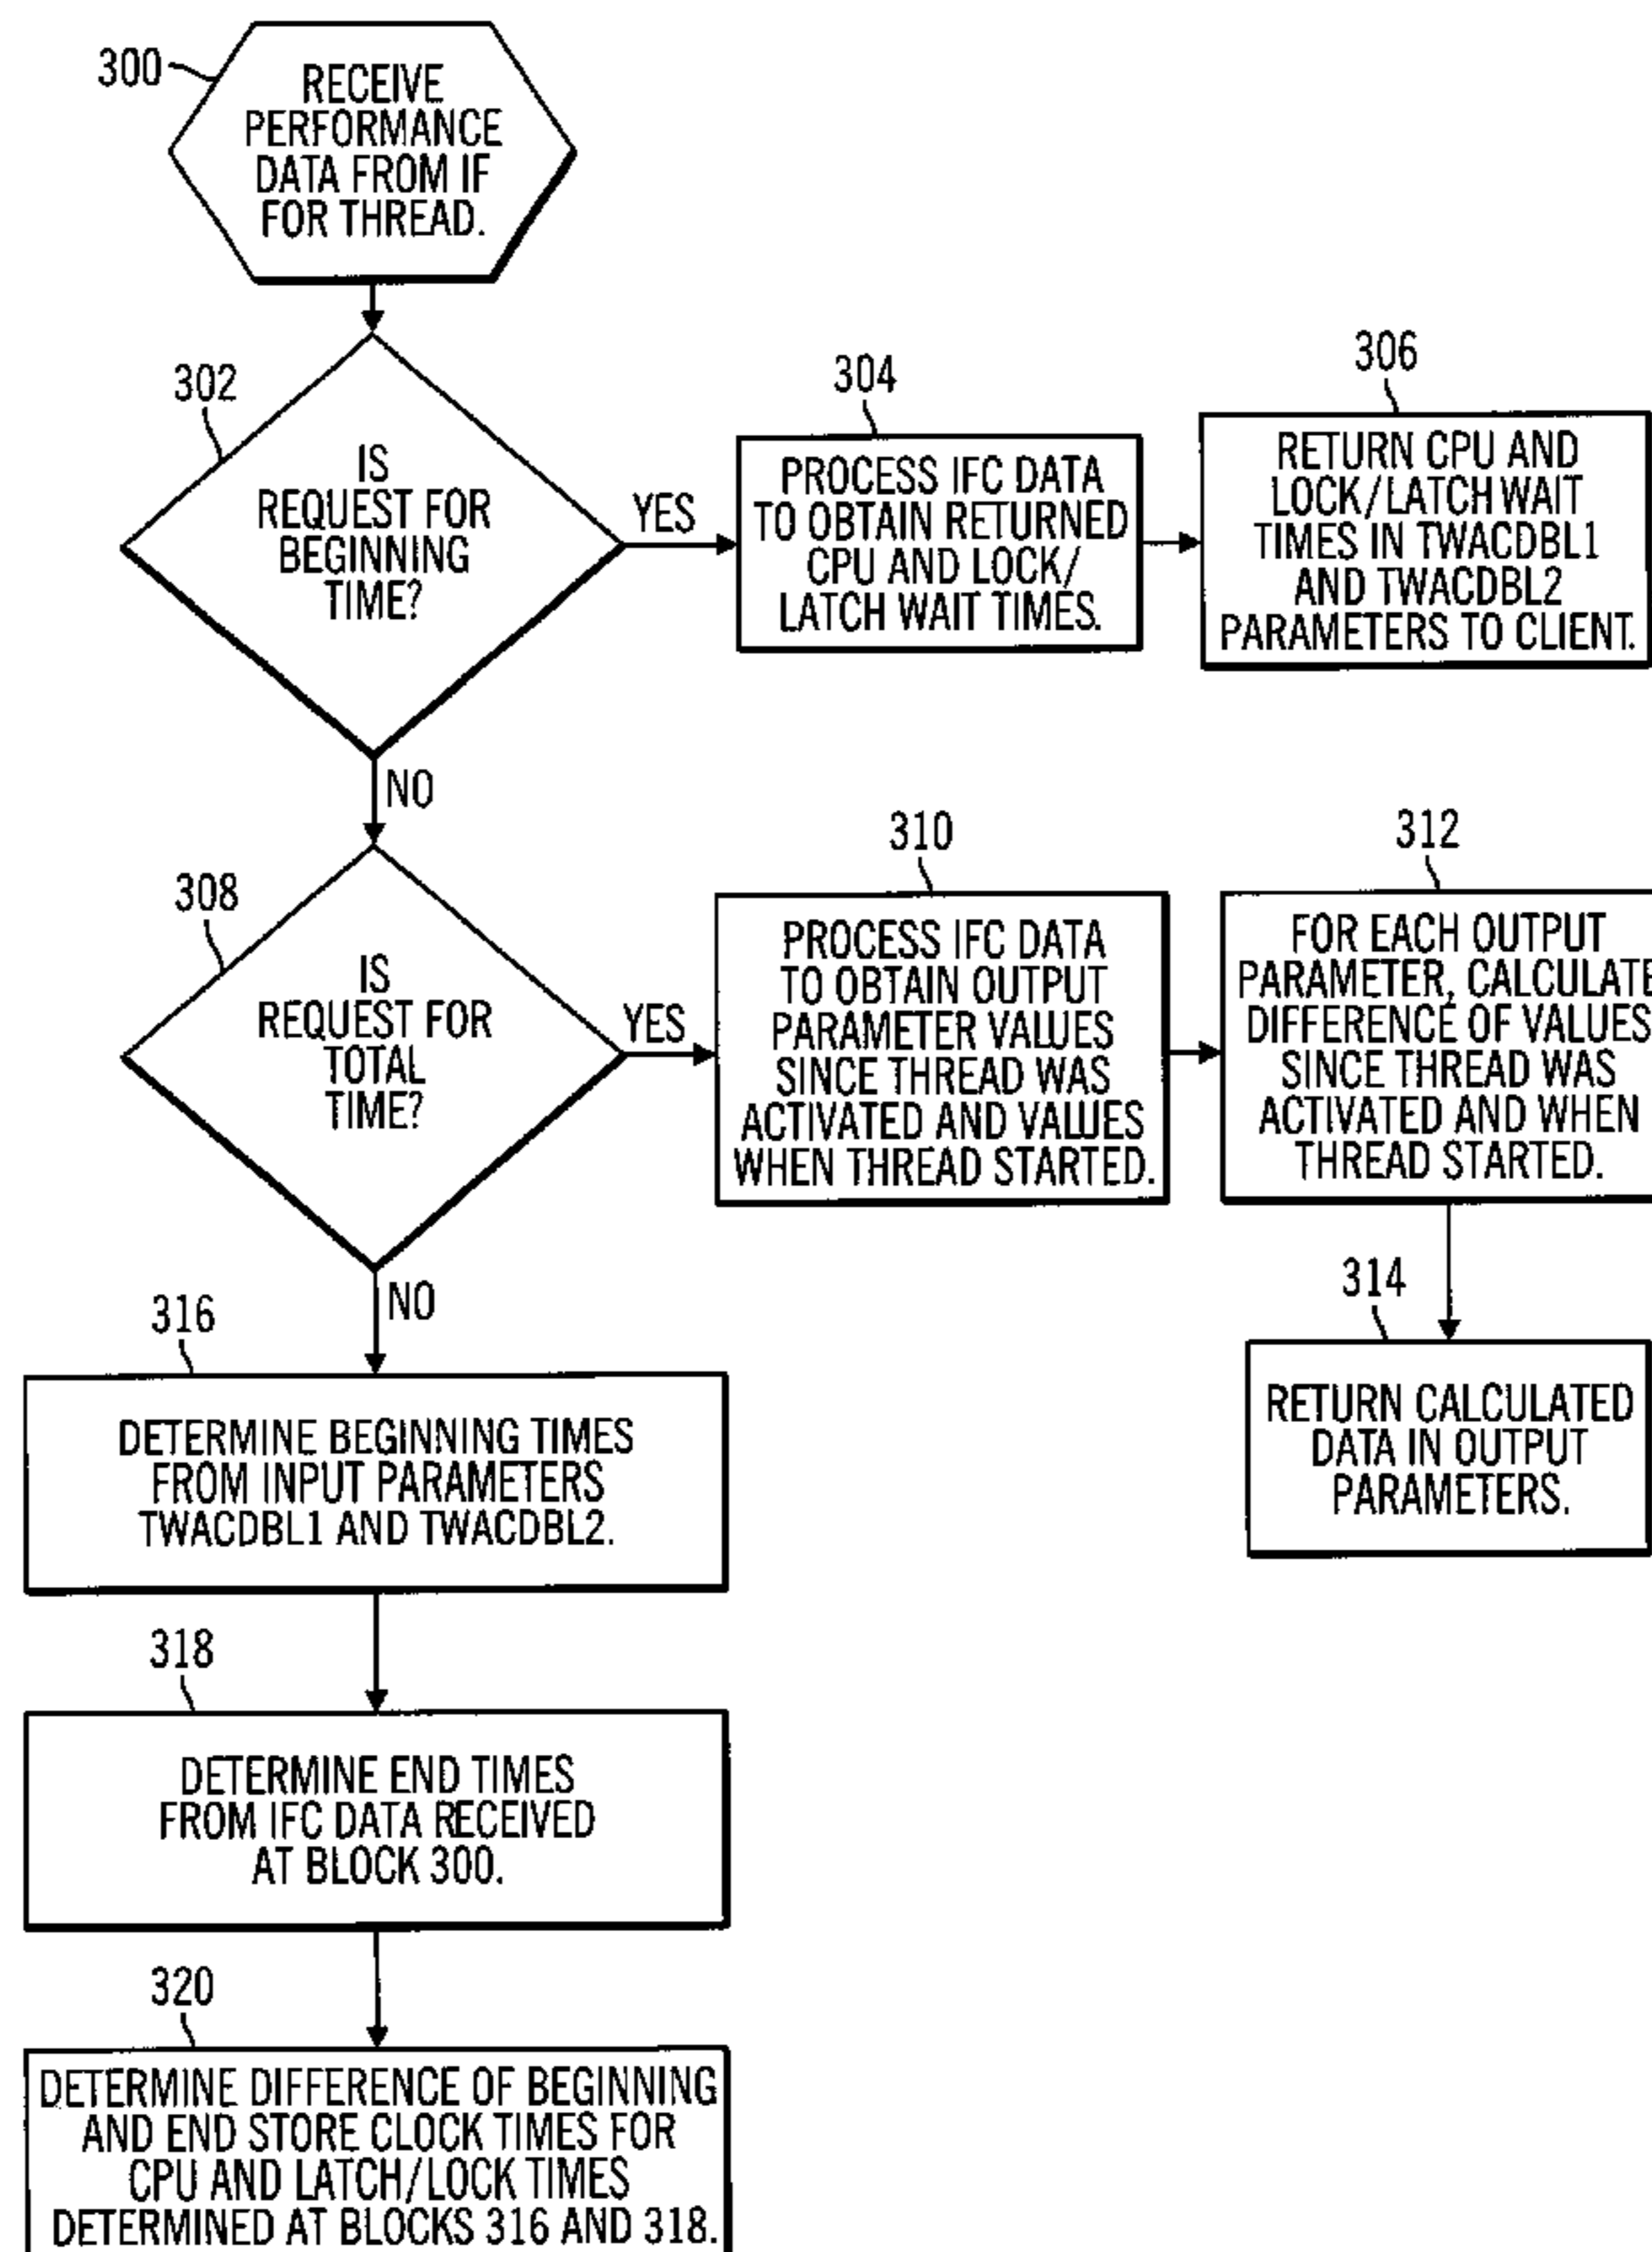 300
RECEIVE
PERFORMANCE
DATA FROM IF
FOR THREAD.
302
IS
REQUEST FOR
BEGINNING
TIME?
YES
304
PROCESS IFC DATA
TO OBTAIN RETURNED
CPU AND LOCK/
LATCH WAIT TIMES.
306
RETURN CPU AND
LOCK/LATCH WAIT
TIMES IN TWACDBL1
AND TWACDBL2
PARAMETERS TO CLIENT.
NO
308
IS
REQUEST FOR
TOTAL
TIME?
YES
310
PROCESS IFC DATA
TO OBTAIN OUTPUT
PARAMETER VALUES
SINCE THREAD WAS
ACTIVATED AND VALUES
WHEN THREAD STARTED.
312
FOR EACH OUTPUT
PARAMETER, CALCULATE
DIFFERENCE OF VALUES
SINCE THREAD WAS
ACTIVATED AND WHEN
THREAD STARTED.
314
RETURN CALCULATED
DATA IN OUTPUT
PARAMETERS.
NO
316
DETERMINE BEGINNING TIMES
FROM INPUT PARAMETERS
TWACDBL1 AND TWACDBL2.
318
DETERMINE END TIMES
FROM IFC DATA RECEIVED
AT BLOCK 300.
320
DETERMINE DIFFERENCE OF BEGINNING
AND END STORE CLOCK TIMES FOR
CPU AND LATCH/LOCK TIMES
DETERMINED AT BLOCKS 316 AND 318.